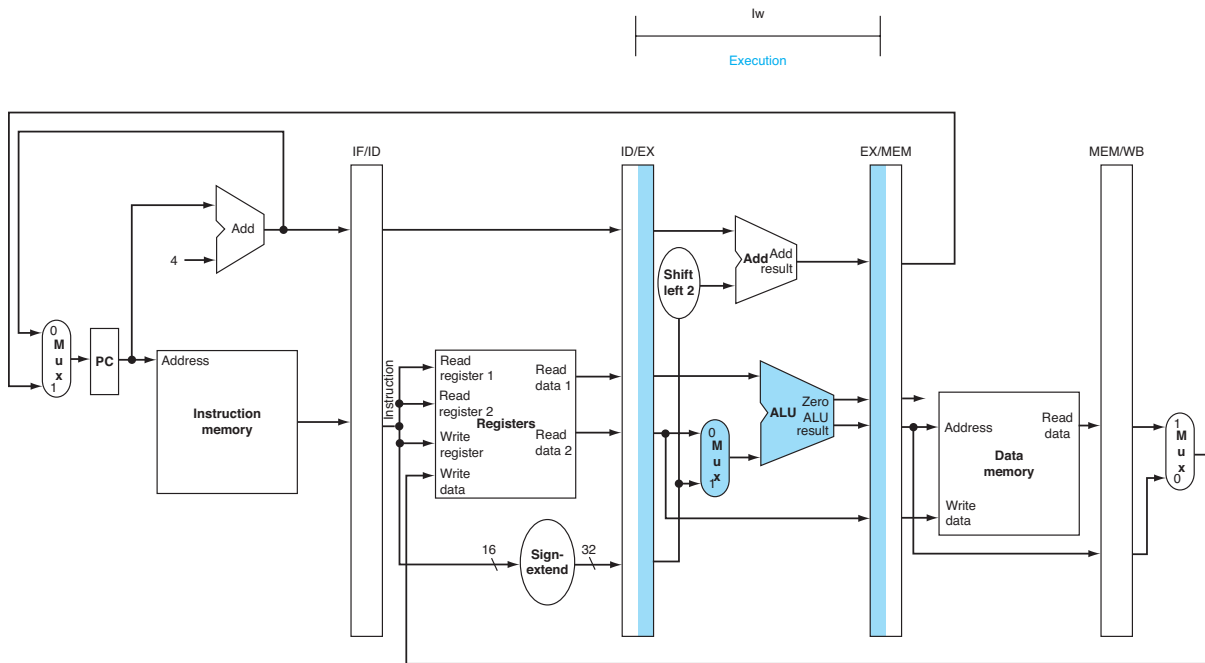 lw
Execution
IF/ID
ID/EX
EX/MEM
MEM/WB
Add
4
Shift
left 2
Add
Add
result
0
M
u
x
1
PC
Address
Instruction
memory
Instruction
Read
register 1
Read
register 2
Write
register
Write
data
Registers
Read
data 1
Read
data 2
0
M
u
x
1
ALU
Zero
ALU
result
Address
Write
data
Data
memory
Read
data
1
M
u
x
0
16
Sign-
extend
32